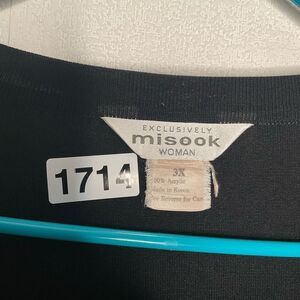 EXCLUSIVELY
misook
WOMAN
1714
3X
100% Acrylic
Made in Korea
See Reverse for Care